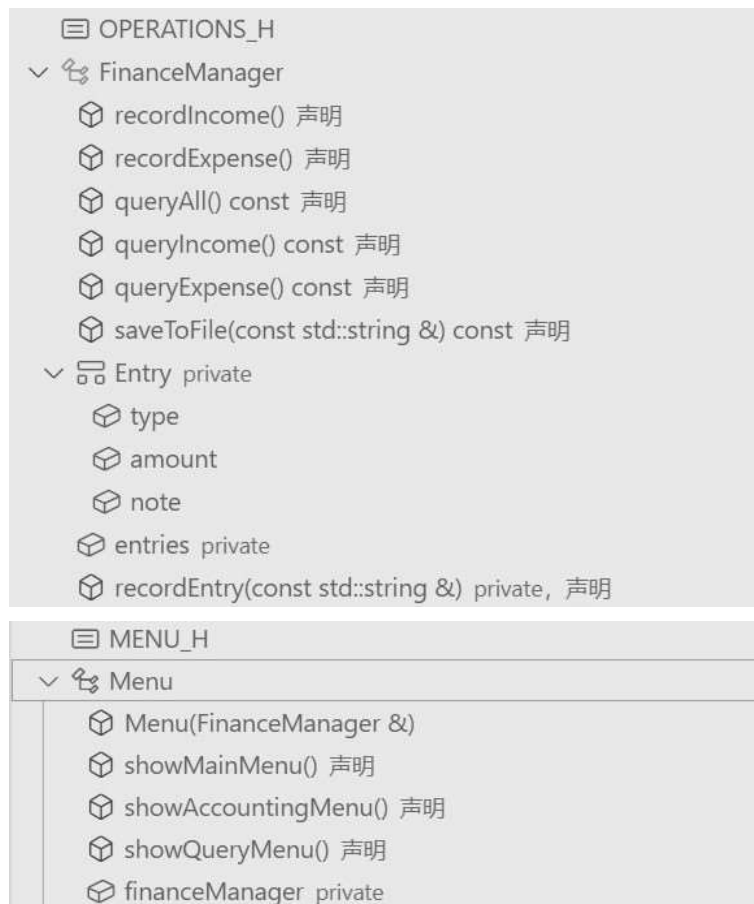 OPERATIONS_H
FinanceManager
recordIncome() 声明
recordExpense() 声明
queryAll() const 声明
queryIncome() const 声明
queryExpense() const 声明
saveToFile(const std::string &) const 声明
Entry private
type
amount
note
entries private
recordEntry(const std::string &) private，声明
MENU_H
Menu
Menu(FinanceManager &)
showMainMenu() 声明
showAccountingMenu() 声明
showQueryMenu() 声明
financeManager private